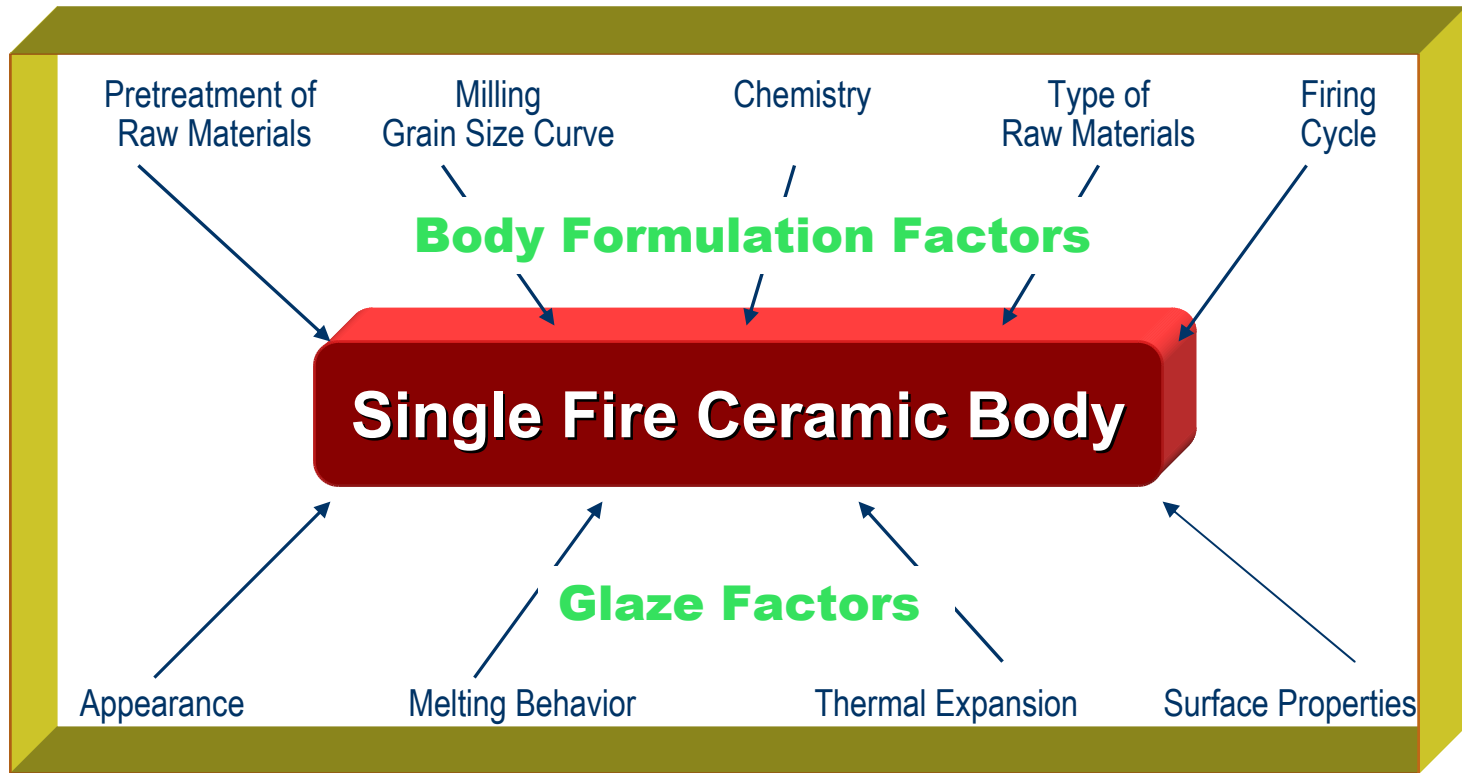 Pretreatment of
Raw Materials
Milling
Grain Size Curve
Chemistry
Type of
Raw Materials
Firing
Cycle
Body Formulation Factors
Single Fire Ceramic Body
Glaze Factors
Appearance
Melting Behavior
Thermal Expansion
Surface Properties